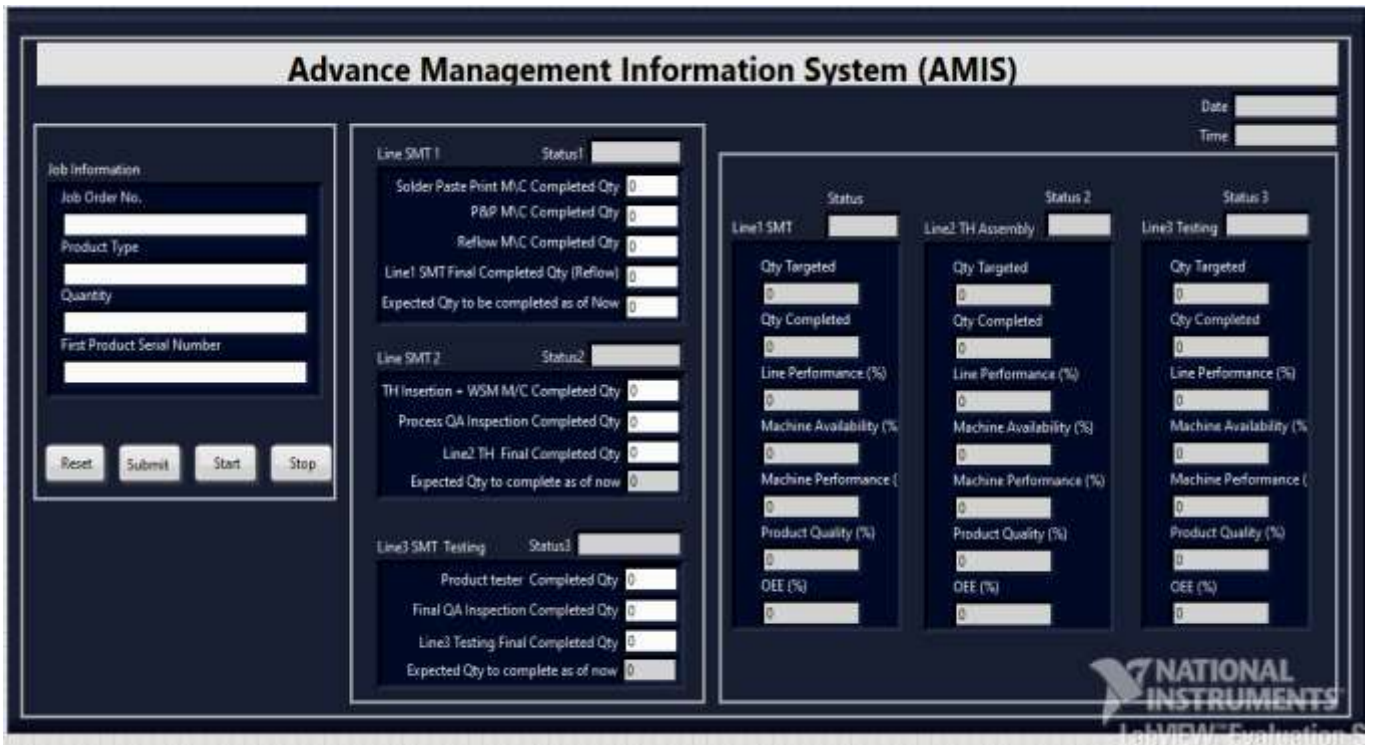 Advance Management Information System (AMIS)
Date
Time
Job Information
Job Order No.
Product Type
Quantity
First Product Serial Number
Reset Submit Start Stop
Line SMT 1 Status1
Solder Paste Print M\C Completed Qty 0
P&P M\C Completed Qty 0
Reflow M\C Completed Qty 0
Line1 SMT Final Completed Qty (Reflow) 0
Expected Qty to be completed as of Now 0
Line SMT 2 Status2
TH Insertion + WSM M/C Completed Qty 0
Process QA Inspection Completed Qty 0
Line2 TH Final Completed Qty 0
Expected Qty to complete as of now 0
Line3 SMT Testing Status3
Product tester Completed Qty 0
Final QA Inspection Completed Qty 0
Line3 Testing Final Completed Qty 0
Expected Qty to complete as of now 0
Status
Line1 SMT
Qty Targeted
0
Qty Completed
0
Line Performance (%)
0
Machine Availability (%
0
Machine Performance (
0
Product Quality (%)
0
OEE (%)
0
Status 2
Line2 TH Assembly
Qty Targeted
0
Qty Completed
0
Line Performance (%)
0
Machine Availability (%)
0
Machine Performance (%)
0
Product Quality (%)
0
OEE (%)
0
Status 3
Line3 Testing
Qty Targeted
0
Qty Completed
0
Line Performance (%)
0
Machine Availability (%
0
Machine Performance (
0
Product Quality (%)
0
OEE (%)
0
NATIONAL
INSTRUMENTS
LabVIEW™ Evaluation S